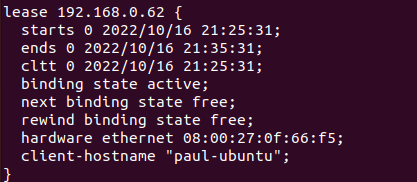 lease 192.168.0.62 {
  starts 0 2022/10/16 21:25:31;
  ends 0 2022/10/16 21:35:31;
  cltt 0 2022/10/16 21:25:31;
  binding state active;
  next binding state free;
  rewind binding state free;
  hardware ethernet 08:00:27:0f:66:f5;
  client-hostname "paul-ubuntu";
}